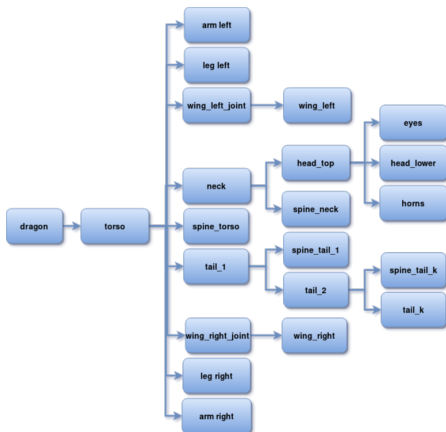 arm left
leg left
wing_left_joint
wing_left
eyes
head_top
head_lower
neck
horns
spine_neck
dragon
torso
spine_torso
spine_tail_1
tail_1
spine_tail_k
tail_2
tail_k
wing_right_joint
wing_right
leg right
arm right